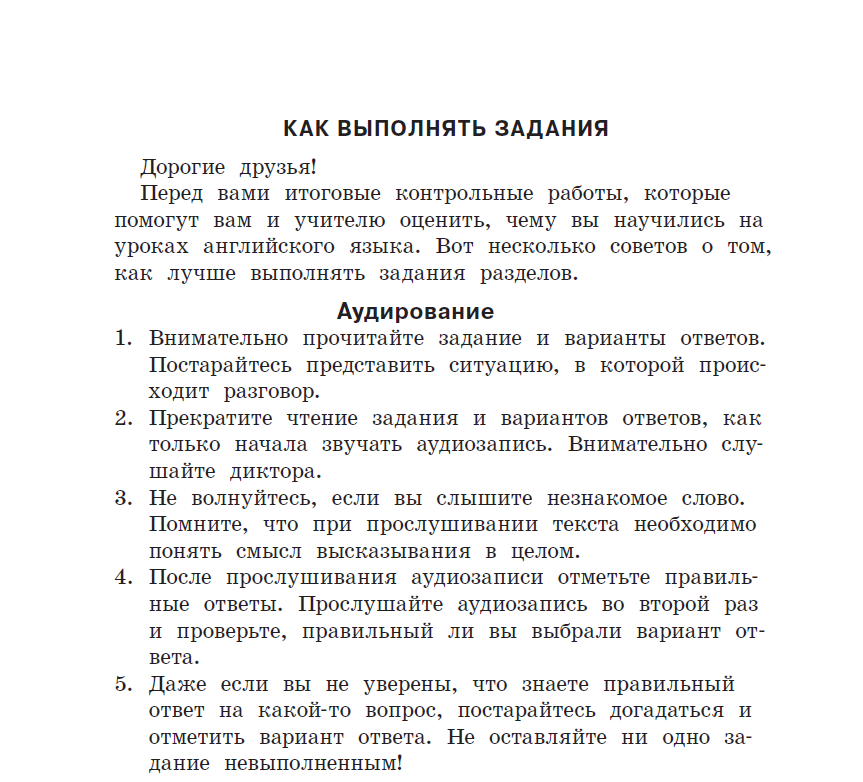 КАК ВЫПОЛНЯТЬ ЗАДАНИЯ
Дорогие друзья!
Перед вами итоговые контрольные работы, которые
помогут вам и учителю оценить, чему вы научились на
уроках английского языка. Вот несколько советов о том,
как лучше выполнять задания разделов.
Аудирование
1. Внимательно прочитайте задание и варианты ответов.
Постарайтесь представить ситуацию, в которой проис-
ходит разговор.
2. Прекратите чтение задания и вариантов ответов, как
только начала звучать аудиозапись. Внимательно слу-
шайте диктора.
3. Не волнуйтесь, если вы слышите незнакомое слово.
Помните, что при прослушивании текста необходимо
понять смысл высказывания в целом.
4. После прослушивания аудиозаписи отметьте правиль-
ные ответы. Прослушайте аудиозапись во второй раз
и проверьте, правильный ли вы выбрали вариант от-
вета.
5. Даже если вы не уверены, что знаете правильный
ответ на какой-то вопрос, постарайтесь догадаться и
отметить вариант ответа. Не оставляйте ни одно за-
дание невыполненным!